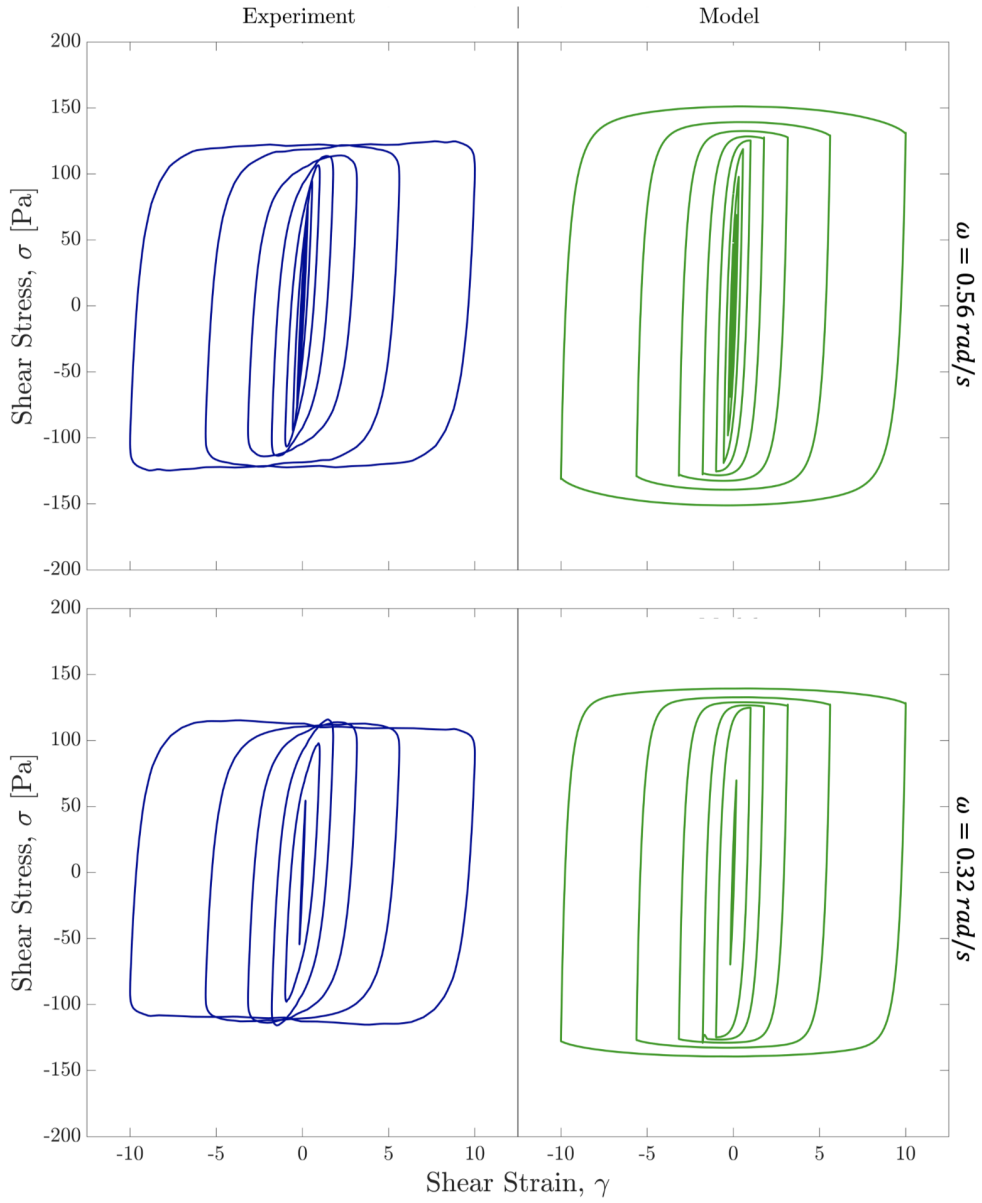 Experiment | Model
200
150
100
50
0
-50
-100
-150
-200
Shear Stress, σ [Pa]
ω = 0.56 rad/s
200
150
100
50
0
-50
-100
-150
-200
Shear Stress, σ [Pa]
ω = 0.32 rad/s
-10 -5 0 5 10 -10 -5 0 5 10
Shear Strain, γ